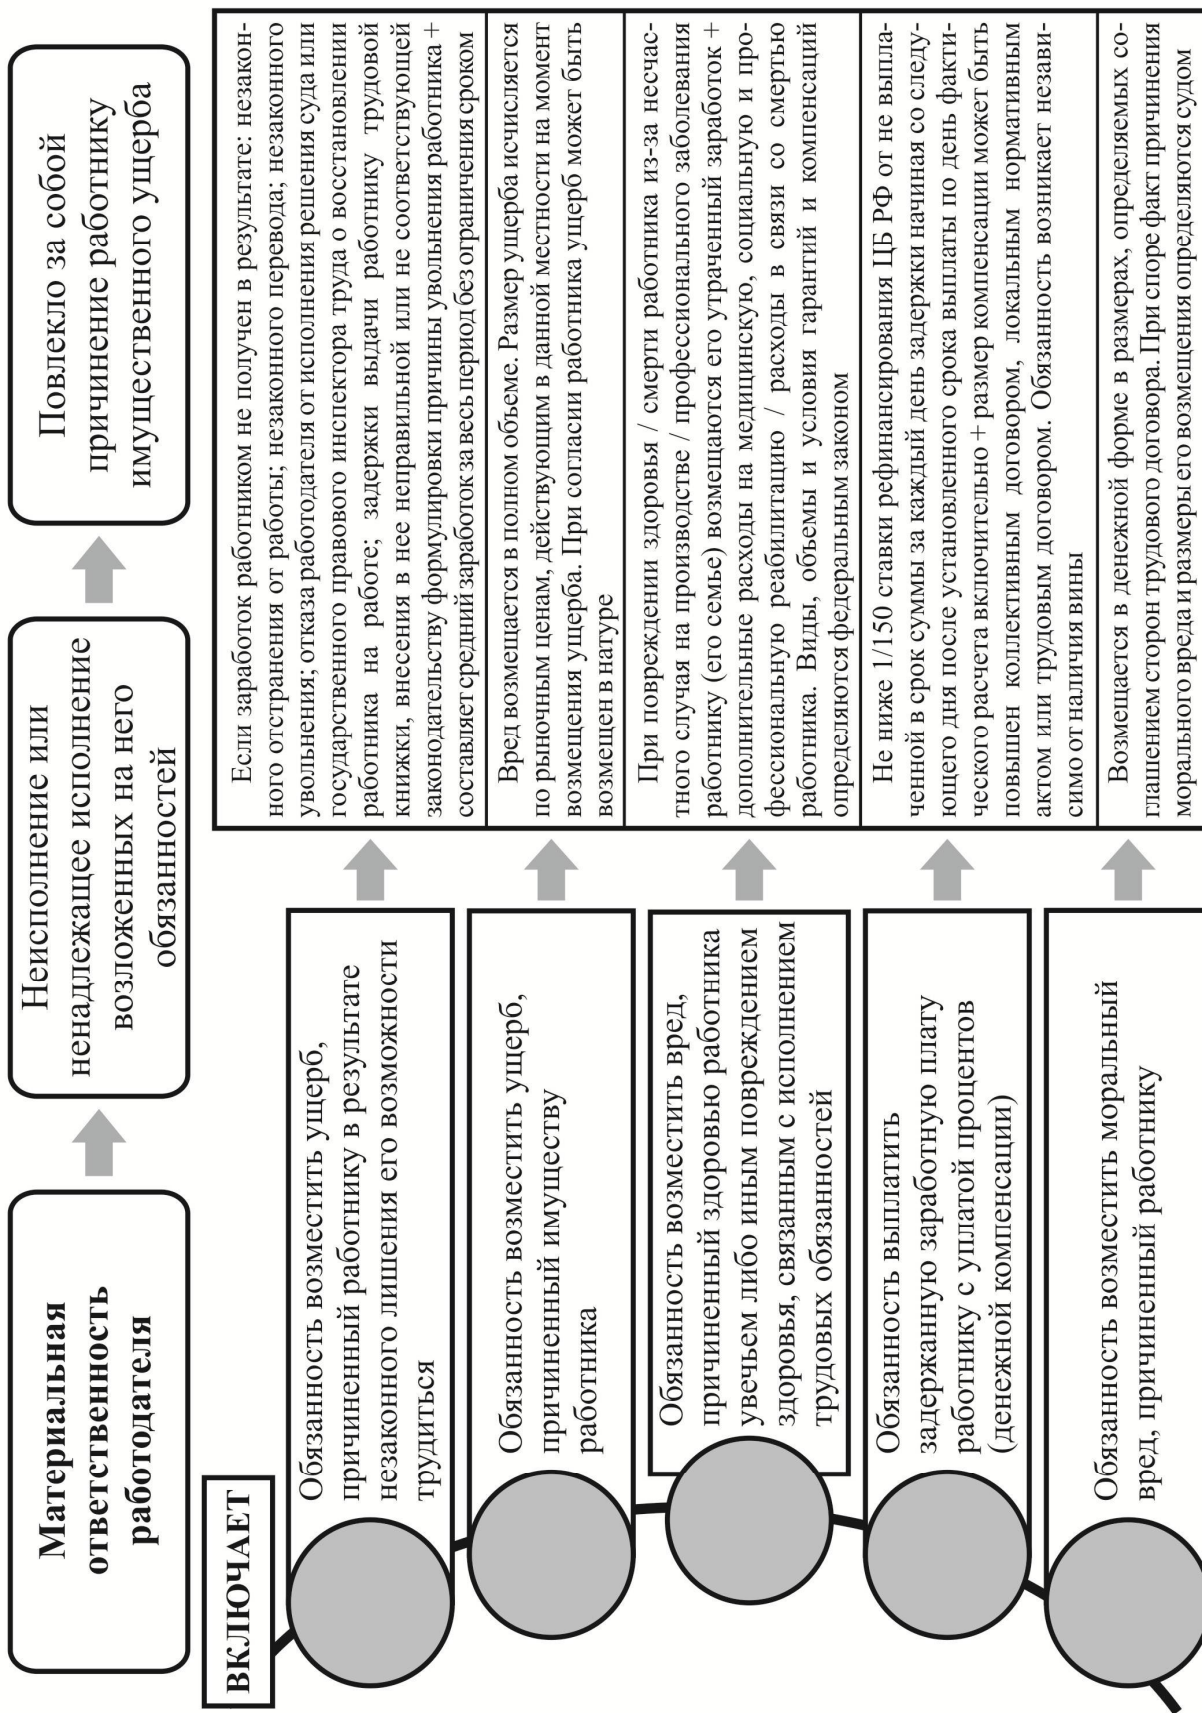 Материальная
ответственность
работодателя
Неисполнение или
ненадлежащее исполнение
возложенных на него
обязанностей
Повлекло за собой
причинение работнику
имущественного ущерба
ВКЛЮЧАЕТ
Обязанность возместить ущерб,
причиненный работнику в результате
незаконного лишения его возможности
трудиться
Если заработок работником не получен в результате: незакон-
ного отстранения от работы; незаконного перевода; незаконного
увольнения; отказа работодателя от исполнения решения суда или
государственного правового инспектора труда о восстановлении
работника на работе; задержки выдачи работнику трудовой
книжки, внесения в нее неправильной или не соответствующей
законодательству формулировки причины увольнения работника +
составляет средний заработок за весь период без ограничения сроком
Обязанность возместить ущерб,
причиненный имуществу
работника
Вред возмещается в полном объеме. Размер ущерба исчисляется
по рыночным ценам, действующим в данной местности на момент
возмещения ущерба. При согласии работника ущерб может быть
возмещен в натуре
Обязанность возместить вред,
причиненный здоровью работника
увечьем либо иным повреждением
здоровья, связанным с исполнением
трудовых обязанностей
При повреждении здоровья / смерти работника из-за несчас-
тного случая на производстве / профессионального заболевания
работнику (его семье) возмещаются его утраченный заработок +
дополнительные расходы на медицинскую, социальную и про-
фессиональную реабилитацию / расходы в связи со смертью
работника. Виды, объемы и условия гарантий и компенсаций
определяются федеральным законом
Обязанность выплатить
задержанную заработную плату
работнику с уплатой процентов
(денежной компенсации)
Не ниже 1/150 ставки рефинансирования ЦБ РФ от не выпла-
ченной в срок суммы за каждый день задержки начиная со следу-
ющего дня после установленного срока выплаты по день факти-
ческого расчета включительно + размер компенсации может быть
повышен коллективным договором, локальным нормативным
актом или трудовым договором. Обязанность возникает незави-
симо от наличия вины
Обязанность возместить моральный
вред, причиненный работнику
Возмещается в денежной форме в размерах, определяемых со-
глашением сторон трудового договора. При споре факт причинения
морального вреда и размеры его возмещения определяются судом